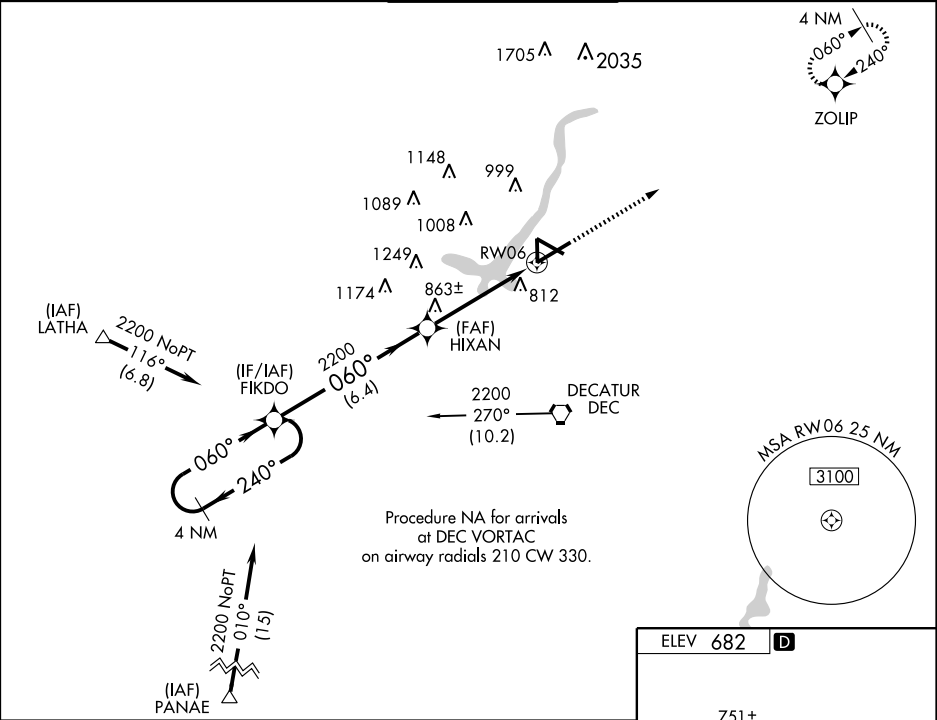 1705
2035
4 NM
060°
240°
ZOLIP
1148
999
1089
1008
1249
RW06
1174
863±
812
(FAF)
HIXAN
(IAF)
LATHA
2200 NoPT
116°
(6.8)
(IF/IAF)
FIKDO
2200
060°
(6.4)
2200
270°
(10.2)
DECATUR
DEC
060°
240°
4 NM
MSA RW06 25 NM
3100
Procedure NA for arrivals
at DEC VORTAC
on airway radials 210 CW 330.
2200 NoPT
010°
(15)
(IAF)
PANAE
ELEV 682 D
751±